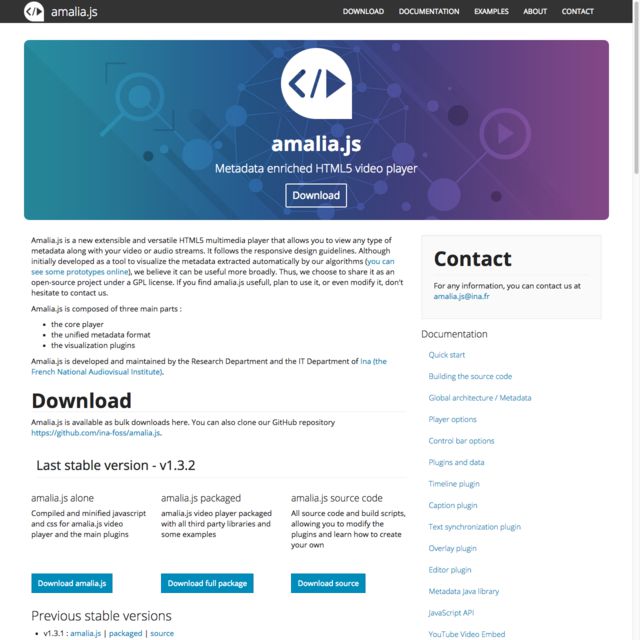 amalia.js
DOWNLOAD DOCUMENTATION EXAMPLES ABOUT CONTACT
amalia.js
Metadata enriched HTML5 video player
Download
Amalia.js is a new extensible and versatile HTML5 multimedia player that allows you to view any type of
metadata along with your video or audio streams. It follows the responsive design guidelines. Although
initially developed as a tool to visualize the metadata extracted automatically by our algorithms (you can
see some prototypes online), we believe it can be useful more broadly. Thus, we choose to share it as an
open-source project under a GPL license. If you find amalia.js usefull, plan to use it, or even modify it, don't
hesitate to contact us.
Amalia.js is composed of three main parts :
• the core player
• the unified metadata format
• the visualization plugins
Amalia.js is developed and maintained by the Research Department and the IT Department of Ina (the
French National Audiovisual Institute).
Download
Amalia.js is available as bulk downloads here. You can also clone our GitHub repository
https://github.com/ina-foss/amalia.js.
Last stable version - v1.3.2
amalia.js alone
Compiled and minified javascript
and css for amalia.js video
player and the main plugins
Download amalia.js
amalia.js packaged
amalia.js video player packaged
with all third party libraries and
some examples
Download full package
amalia.js source code
All source code and build scripts,
allowing you to modify the
plugins and learn how to create
your own
Download source
Previous stable versions
• v1.3.1 : amalia.js | packaged | source
Contact
For any information, you can contact us at
amalia.js@ina.fr
Documentation
Quick start
Building the source code
Global architecture / Metadata
Player options
Control bar options
Plugins and data
Timeline plugin
Caption plugin
Text synchronization plugin
Overlay plugin
Editor plugin
Metadata Java library
JavaScript API
YouTube Video Embed